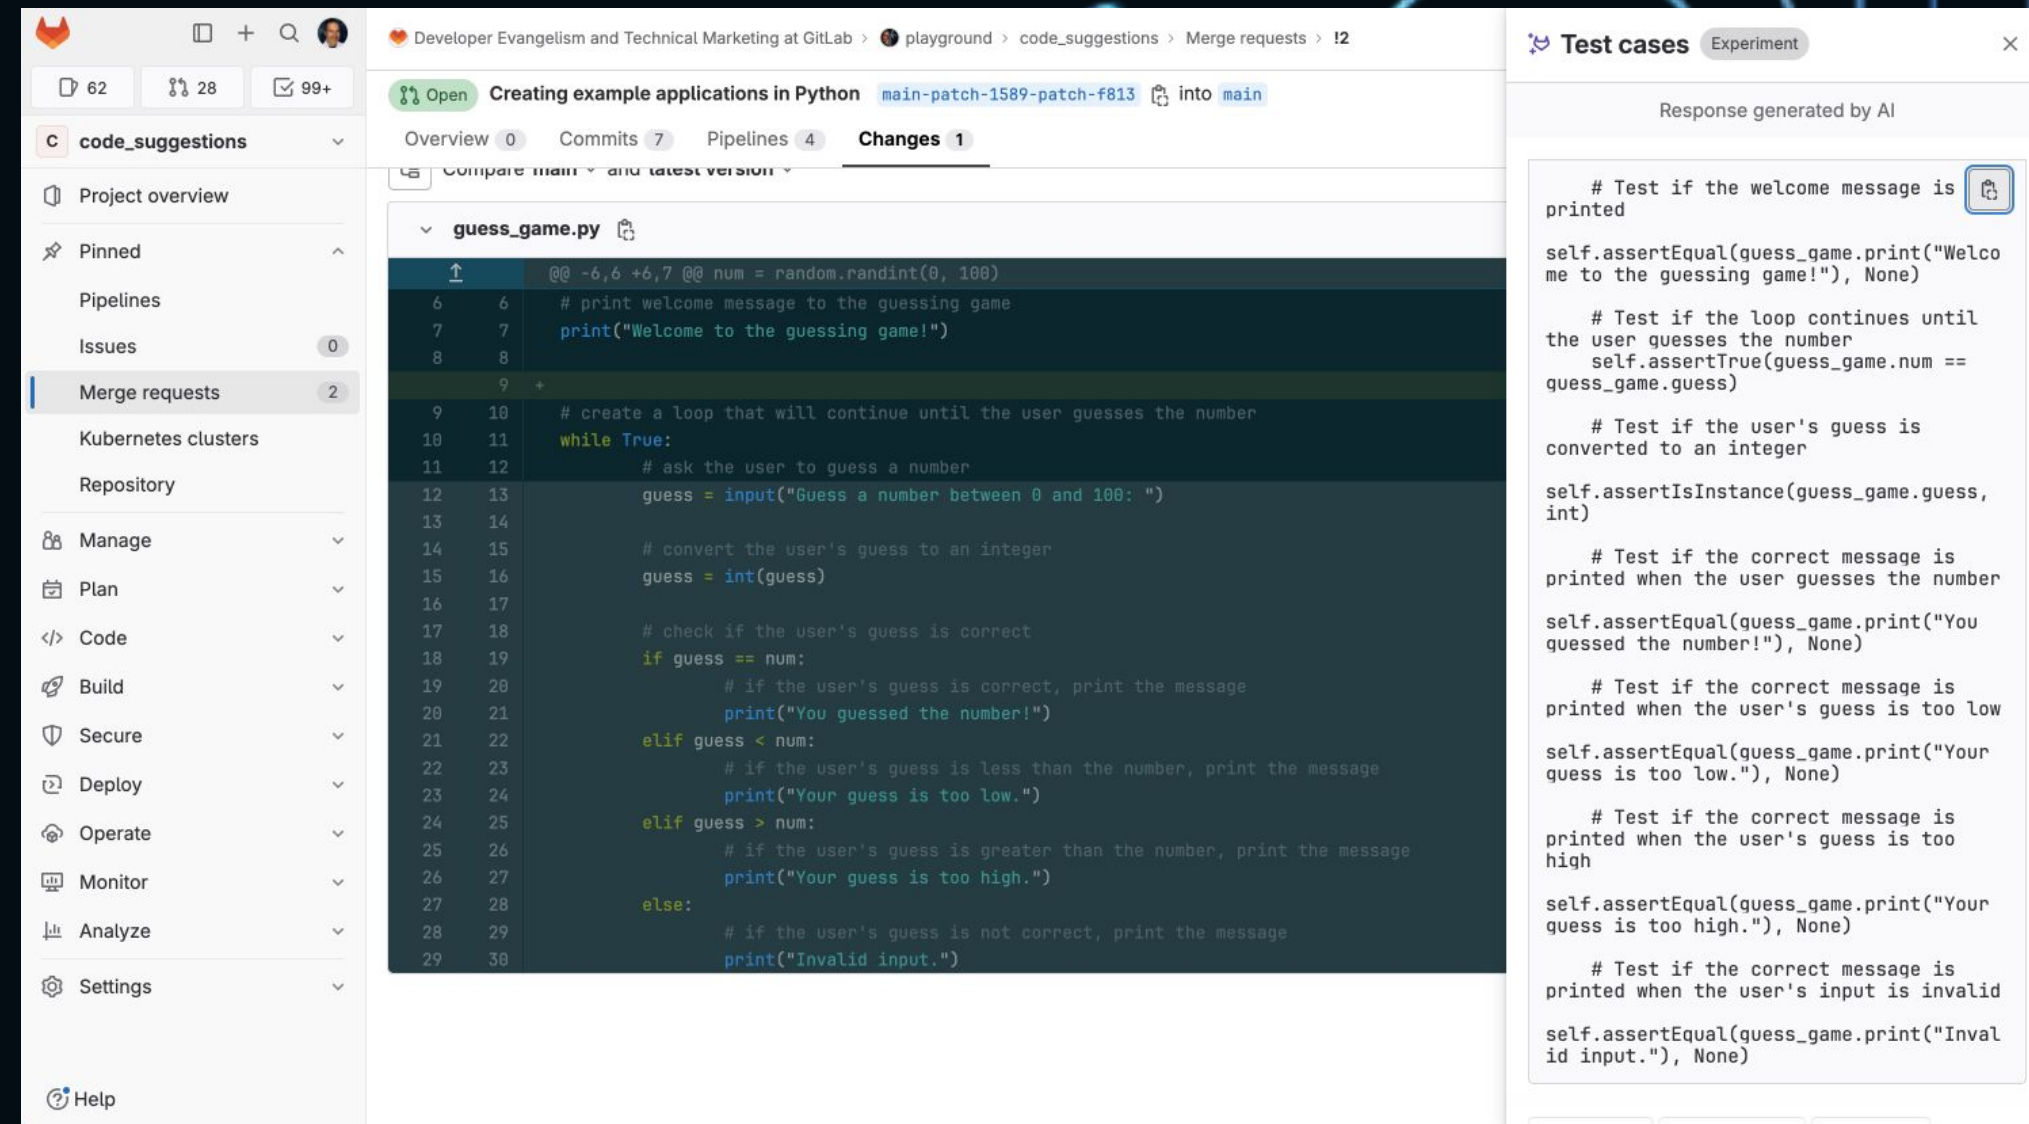 62
28
99+
C code_suggestions
Project overview
Pinned
Pipelines
Issues 0
Merge requests 2
Kubernetes clusters
Repository
Manage
Plan
Code
Build
Secure
Deploy
Operate
Monitor
Analyze
Settings
Help
Developer Evangelism and Technical Marketing at GitLab > playground > code_suggestions > Merge requests > !2
Open Creating example applications in Python main-patch-1589-patch-f813 into main
Overview 0 Commits 7 Pipelines 4 Changes 1
Compare main and latest version
guess_game.py
@@ -6,6 +6,7 @@ num = random.randint(0, 100)
6 6 # print welcome message to the guessing game
7 7 print("Welcome to the guessing game!")
8 8
9 +
9 10 # create a loop that will continue until the user guesses the number
10 11 while True:
11 12 # ask the user to guess a number
12 13 guess = input("Guess a number between 0 and 100: ")
13 14
14 15 # convert the user's guess to an integer
15 16 guess = int(guess)
16 17
17 18 # check if the user's guess is correct
18 19 if guess == num:
19 20 # if the user's guess is correct, print the message
20 21 print("You guessed the number!")
21 22 elif guess < num:
22 23 # if the user's guess is less than the number, print the message
23 24 print("Your guess is too low.")
24 25 elif guess > num:
25 26 # if the user's guess is greater than the number, print the message
26 27 print("Your guess is too high.")
27 28 else:
28 29 # if the user's guess is not correct, print the message
29 30 print("Invalid input.")
Test cases Experiment
Response generated by AI
# Test if the welcome message is
printed
self.assertEqual(guess_game.print("Welco
me to the guessing game!"), None)
# Test if the loop continues until
the user guesses the number
self.assertTrue(guess_game.num ==
guess_game.guess)
# Test if the user's guess is
converted to an integer
self.assertIsInstance(guess_game.guess,
int)
# Test if the correct message is
printed when the user guesses the number
self.assertEqual(guess_game.print("You
guessed the number!"), None)
# Test if the correct message is
printed when the user's guess is too low
self.assertEqual(guess_game.print("Your
guess is too low."), None)
# Test if the correct message is
printed when the user's guess is too
high
self.assertEqual(guess_game.print("Your
guess is too high."), None)
# Test if the correct message is
printed when the user's input is invalid
self.assertEqual(guess_game.print("Inval
id input."), None)